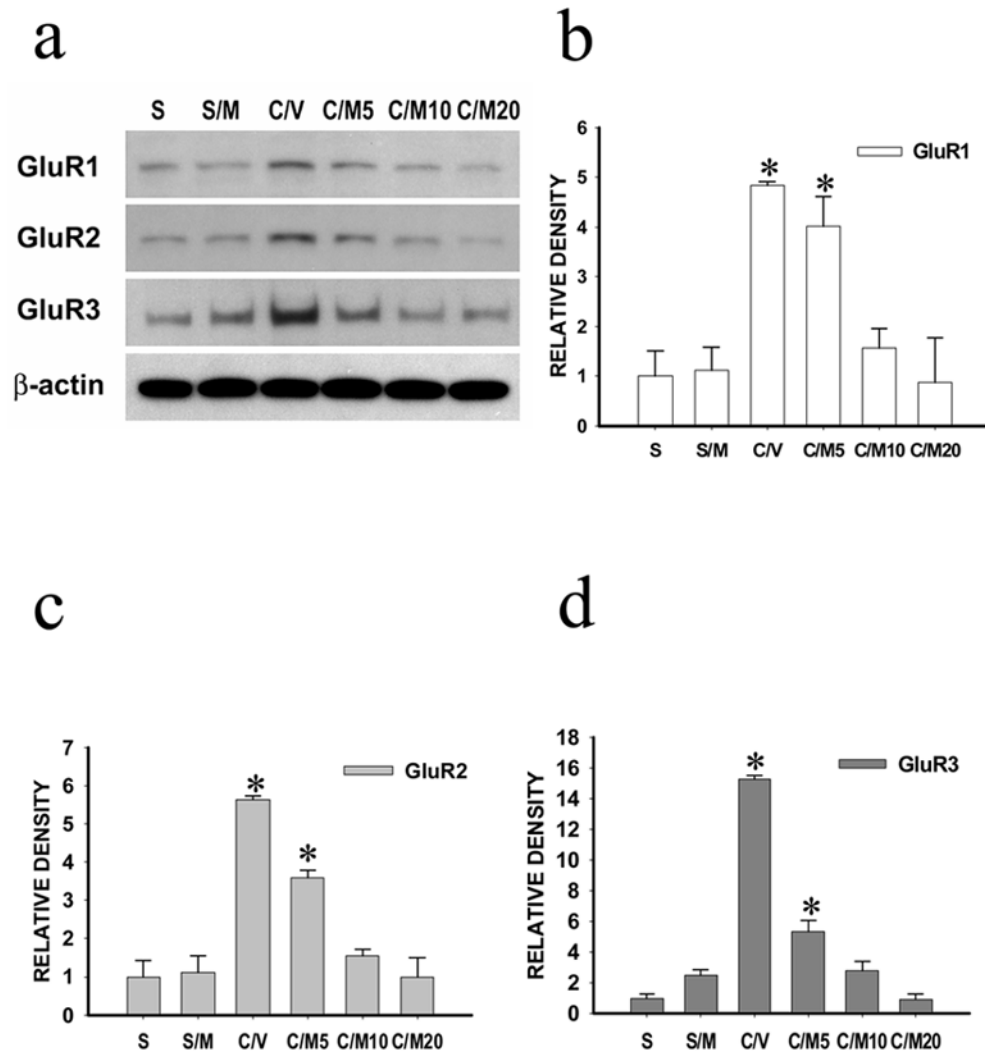 a
S S/M C/V C/M5 C/M10 C/M20
GluR1
GluR2
GluR3
β-actin
b
GluR1
RELATIVE DENSITY
6
5
4
3
2
1
0
* *
S S/M C/V C/M5 C/M10 C/M20
c
GluR2
RELATIVE DENSITY
7
6
5
4
3
2
1
0
* *
S S/M C/V C/M5 C/M10 C/M20
d
GluR3
RELATIVE DENSITY
18
16
14
12
10
8
6
4
2
0
* *
S S/M C/V C/M5 C/M10 C/M20